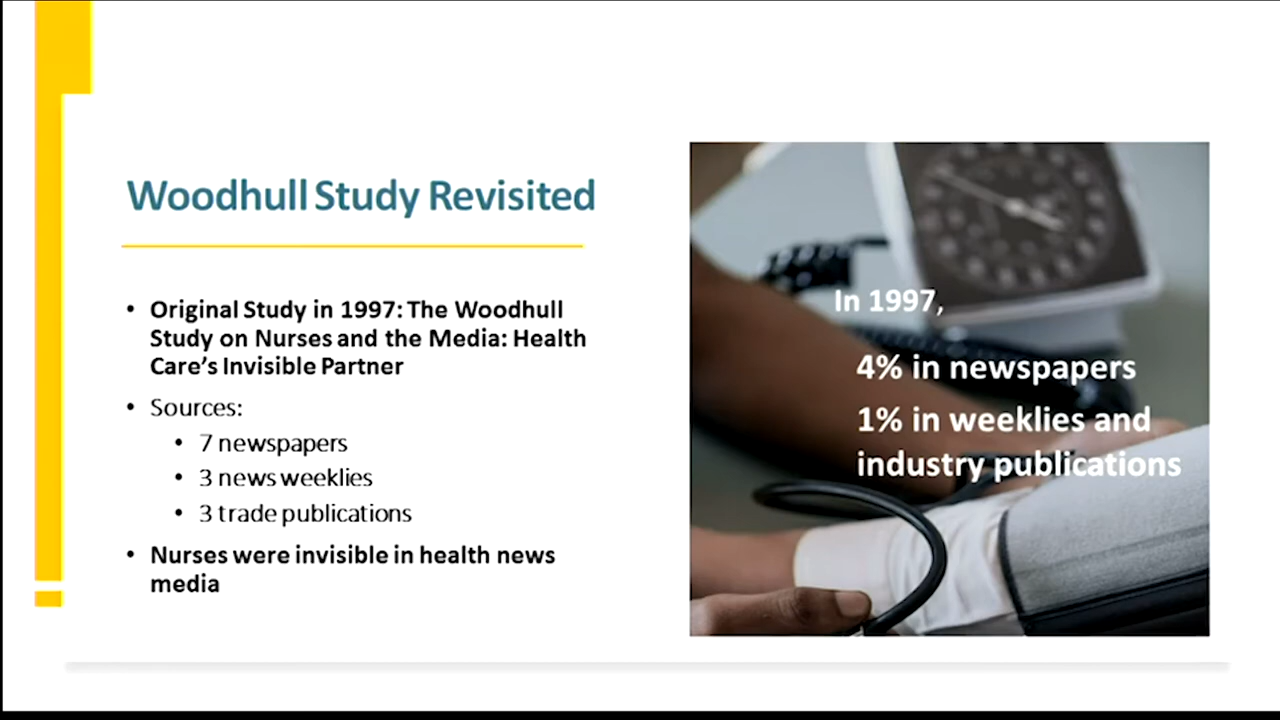 Woodhull Study Revisited
• Original Study in 1997: The Woodhull
Study on Nurses and the Media: Health
Care’s Invisible Partner
• Sources:
• 7 newspapers
• 3 news weeklies
• 3 trade publications
• Nurses were invisible in health news
media
In 1997,
4% in newspapers
1% in weeklies and
industry publications